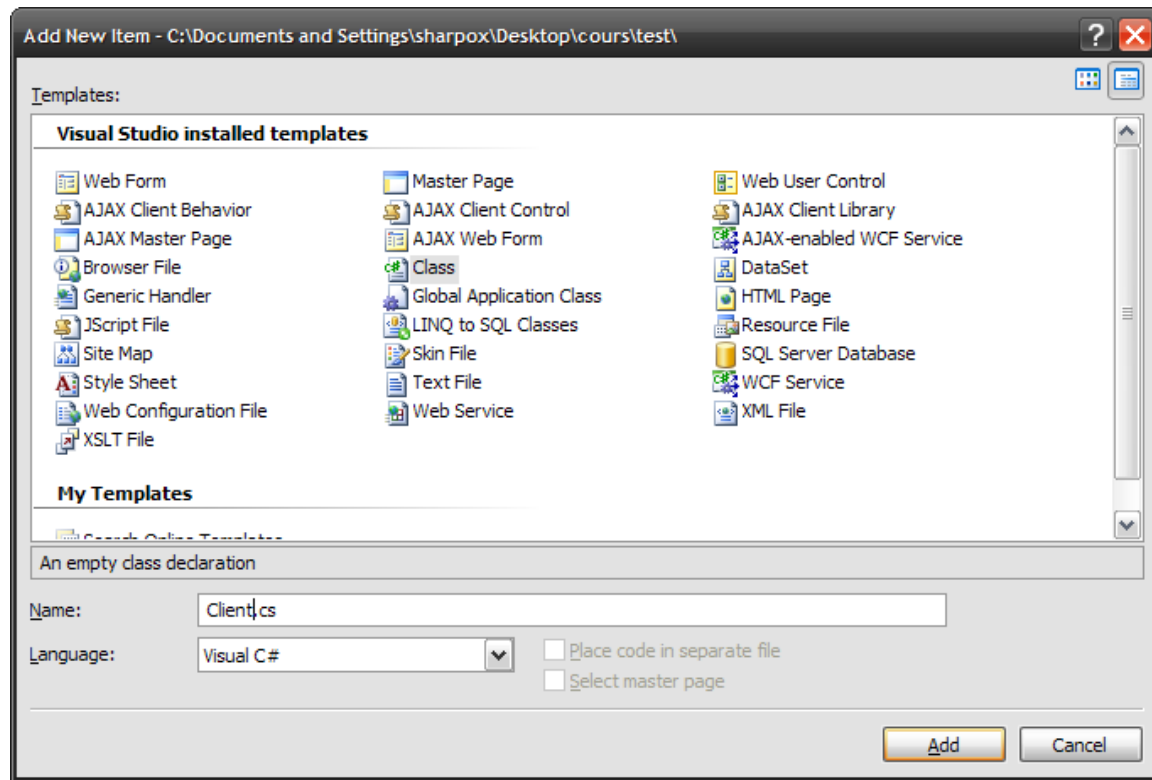 Add New Item - C:\Documents and Settings\sharpox\Desktop\cours\test\
Templates:
Visual Studio installed templates
Web Form Master Page Web User Control
AJAX Client Behavior AJAX Client Control AJAX Client Library
AJAX Master Page AJAX Web Form AJAX-enabled WCF Service
Browser File Class DataSet
Generic Handler Global Application Class HTML Page
JScript File LINQ to SQL Classes Resource File
Site Map Skin File SQL Server Database
Style Sheet Text File WCF Service
Web Configuration File Web Service XML File
XSLT File
My Templates
Search Online Templates
An empty class declaration
Name: Client.cs
Language: Visual C# Place code in separate file
Select master page
Add Cancel